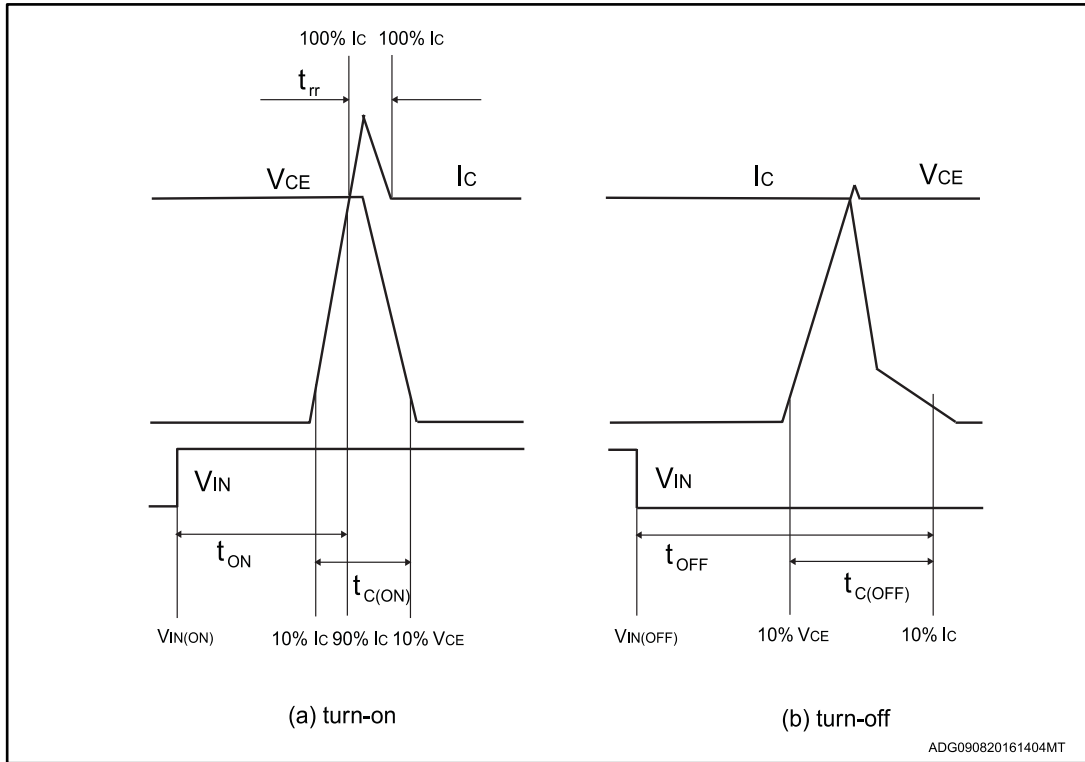 100% IC 100% IC
trr
VCE
IC
IC
VCE
VIN
VIN
tON
tOFF
tC(ON)
tC(OFF)
VIN(ON)
10% IC 90% IC 10% VCE
VIN(OFF)
10% VCE
10% IC
(a) turn-on
(b) turn-off
ADG090820161404MT